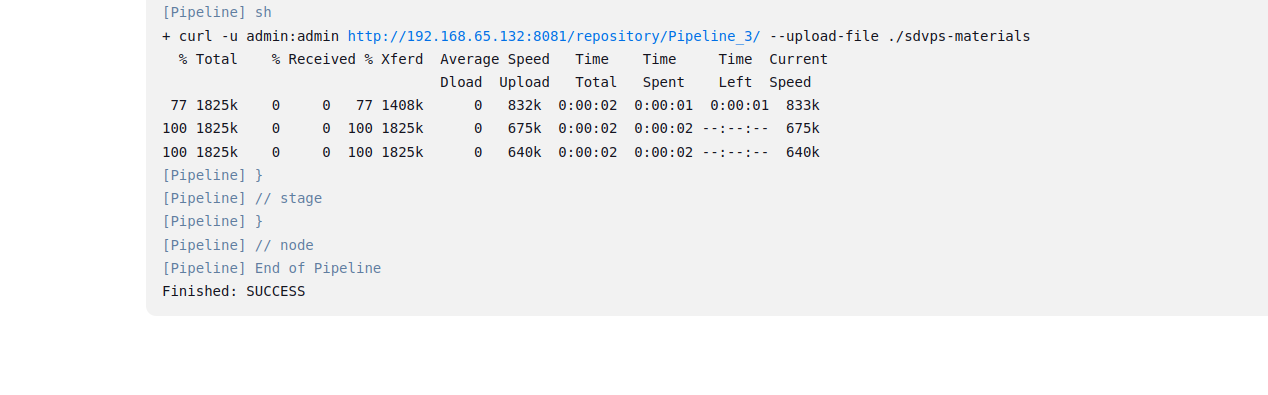 [Pipeline] sh
+ curl -u admin:admin http://192.168.65.132:8081/repository/Pipeline_3/ --upload-file ./sdvps-materials
  % Total    % Received % Xferd  Average Speed   Time    Time     Time  Current
                                 Dload  Upload   Total   Spent    Left  Speed
 77 1825k    0     0   77 1408k      0   832k  0:00:02  0:00:01  0:00:01  833k
100 1825k    0     0  100 1825k      0   675k  0:00:02  0:00:02 --:--:--  675k
100 1825k    0     0  100 1825k      0   640k  0:00:02  0:00:02 --:--:--  640k
[Pipeline] }
[Pipeline] // stage
[Pipeline] }
[Pipeline] // node
[Pipeline] End of Pipeline
Finished: SUCCESS